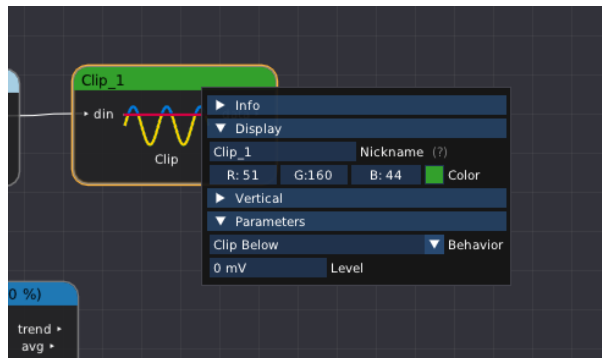 Clip_1
din
Clip
Info
Display
Clip_1 Nickname (?)
R: 51 G:160 B: 44 Color
Vertical
Parameters
Clip Below Behavior
0 mV Level
0 %)
trend
avg